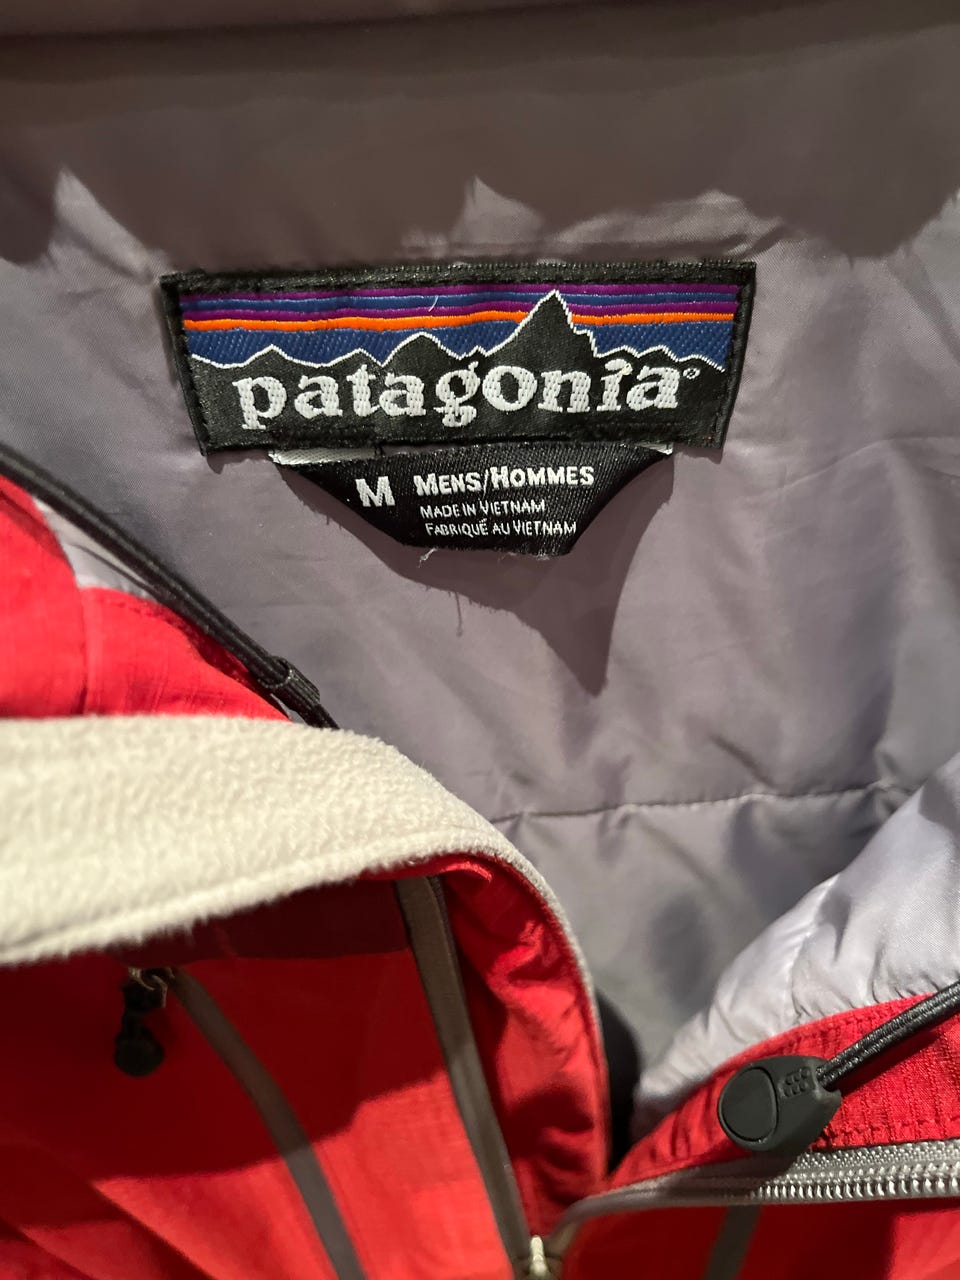 patagonia®
M MENS/HOMMES
MADE IN VIETNAM
FABRIQUÉ AU VIETNAM